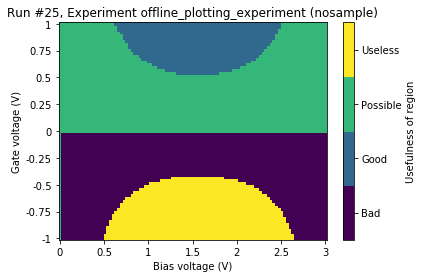 Run #25, Experiment offline_plotting_experiment (nosample)
1
0.75
0.5
0.25
0
-0.25
-0.5
-0.75
-1
Gate voltage (V)
0
0.5
1
1.5
2
2.5
3
Bias voltage (V)
Useless
Possible
Good
Bad
Usefulness of region